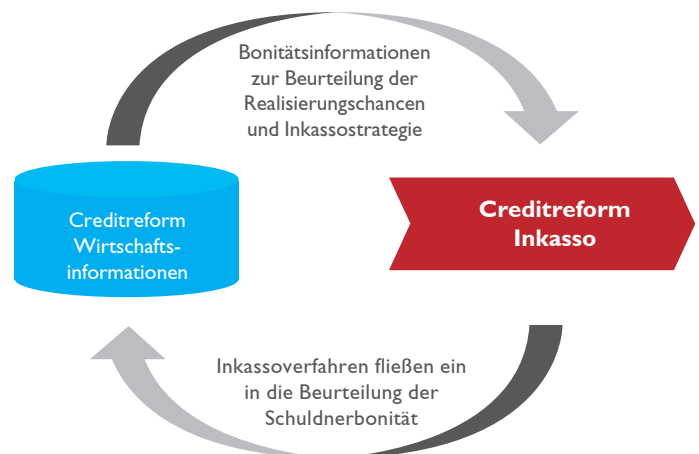 Bonitätsinformationen
zur Beurteilung der
Realisierungschancen
und Inkassostrategie
Creditreform
Wirtschafts-
informationen
Creditreform
Inkasso
Inkassoverfahren fließen ein
in die Beurteilung der
Schuldnerbonität